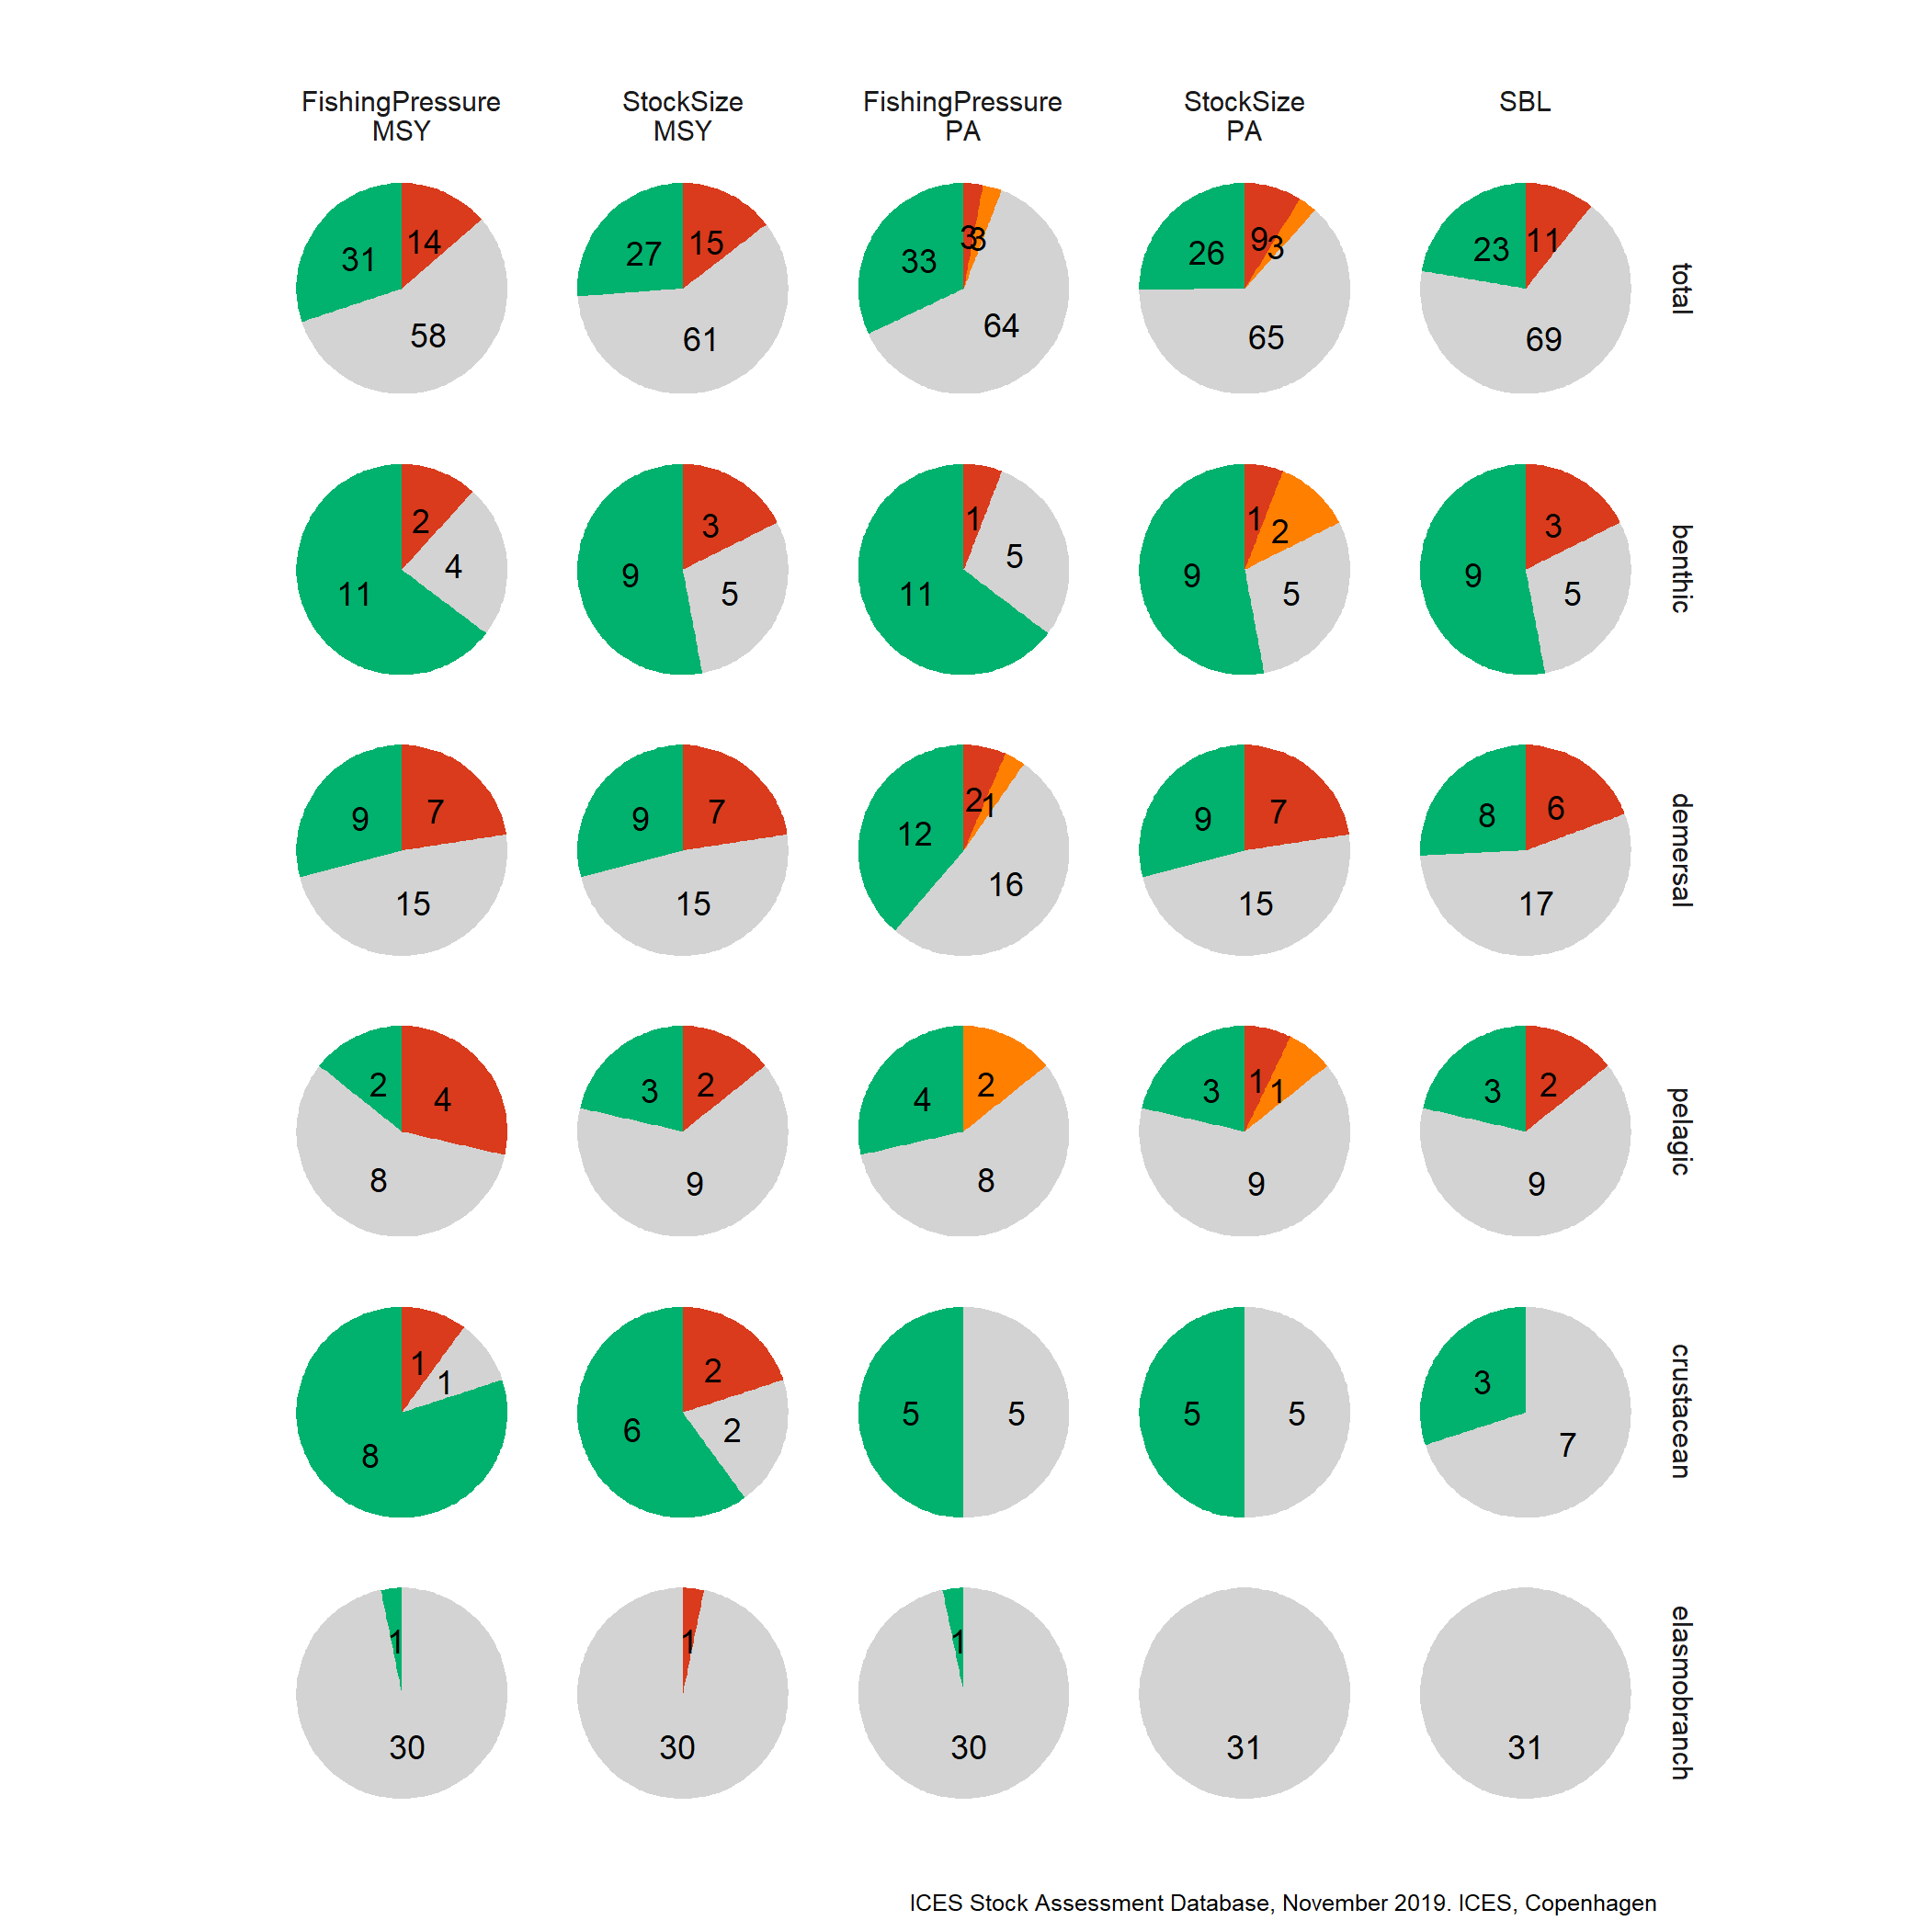 FishingPressure MSY
StockSize MSY
FishingPressure PA
StockSize PA
SBL
31 14 58
27 15 61
33 3 3 64
26 9 3 65
23 11 69
total
11 2 4
9 3 5
11 1 5
9 1 2 5
9 3 5
benthic
9 7 15
9 7 15
12 2 1 16
9 7 15
8 6 17
demersal
2 4 8
3 2 9
4 2 8
3 1 1 9
3 2 9
pelagic
8 1 1
6 2 2
5 5
5 5
3 7
crustacean
1 30
1 30
1 30
31
31
elasmobranch
ICES Stock Assessment Database, November 2019. ICES, Copenhagen